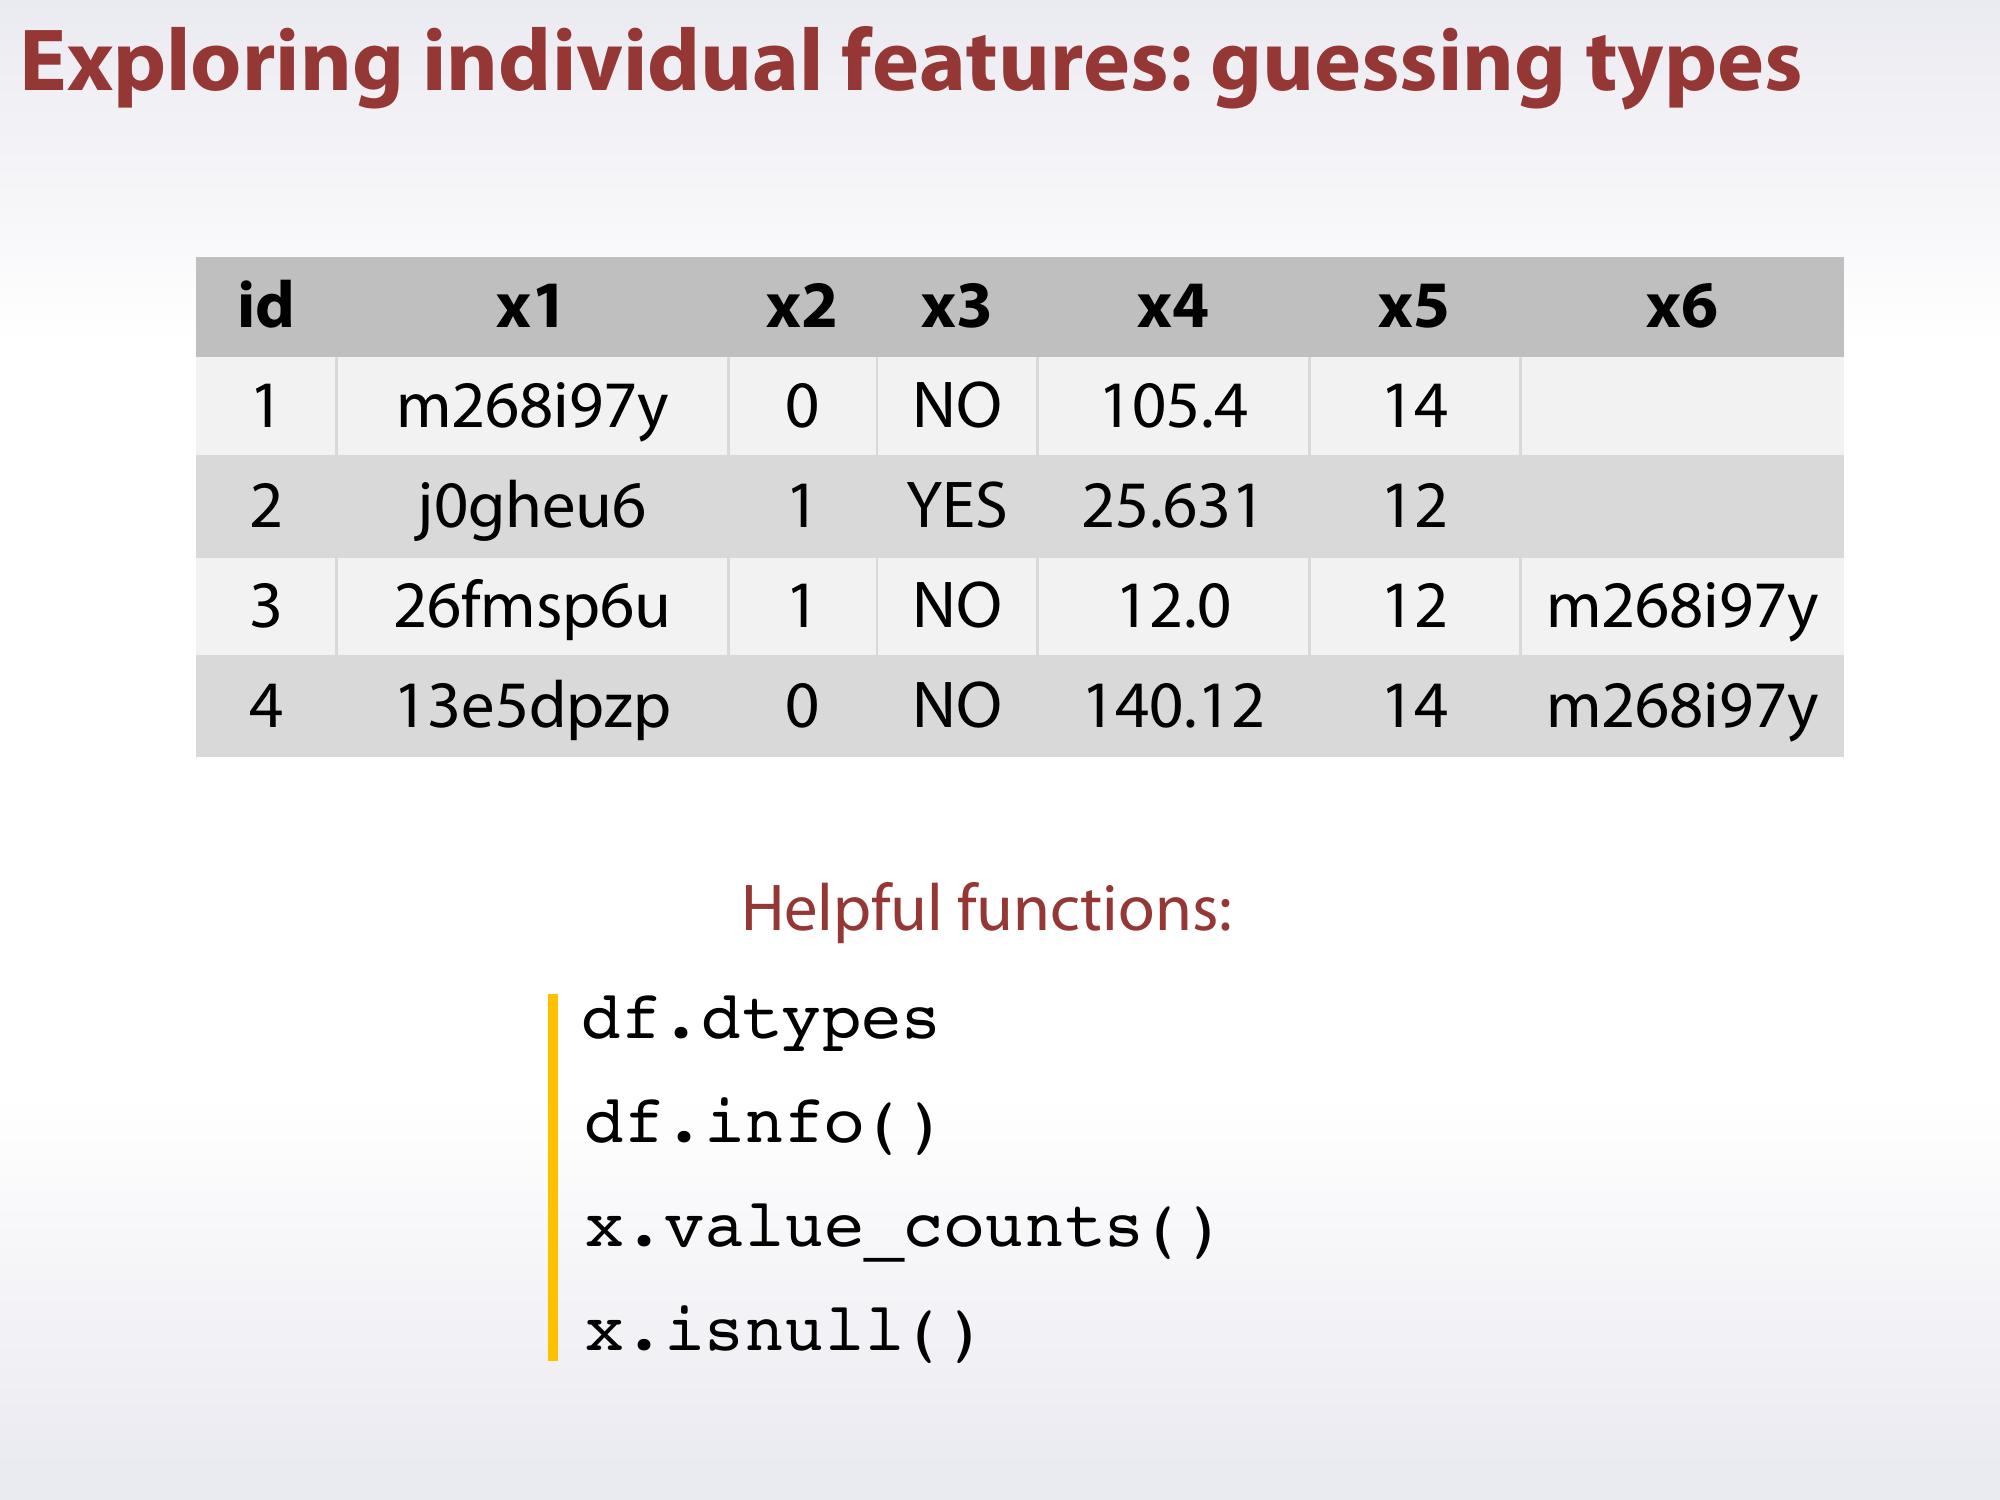 Exploring individual features: guessing types
id x1 x2 x3 x4 x5 x6
1 m268i97y 0 NO 105.4 14
2 j0gheu6 1 YES 25.631 12
3 26fmsp6u 1 NO 12.0 12 m268i97y
4 13e5dpzp 0 NO 140.12 14 m268i97y
Helpful functions:
df.dtypes
df.info()
x.value_counts()
x.isnull()